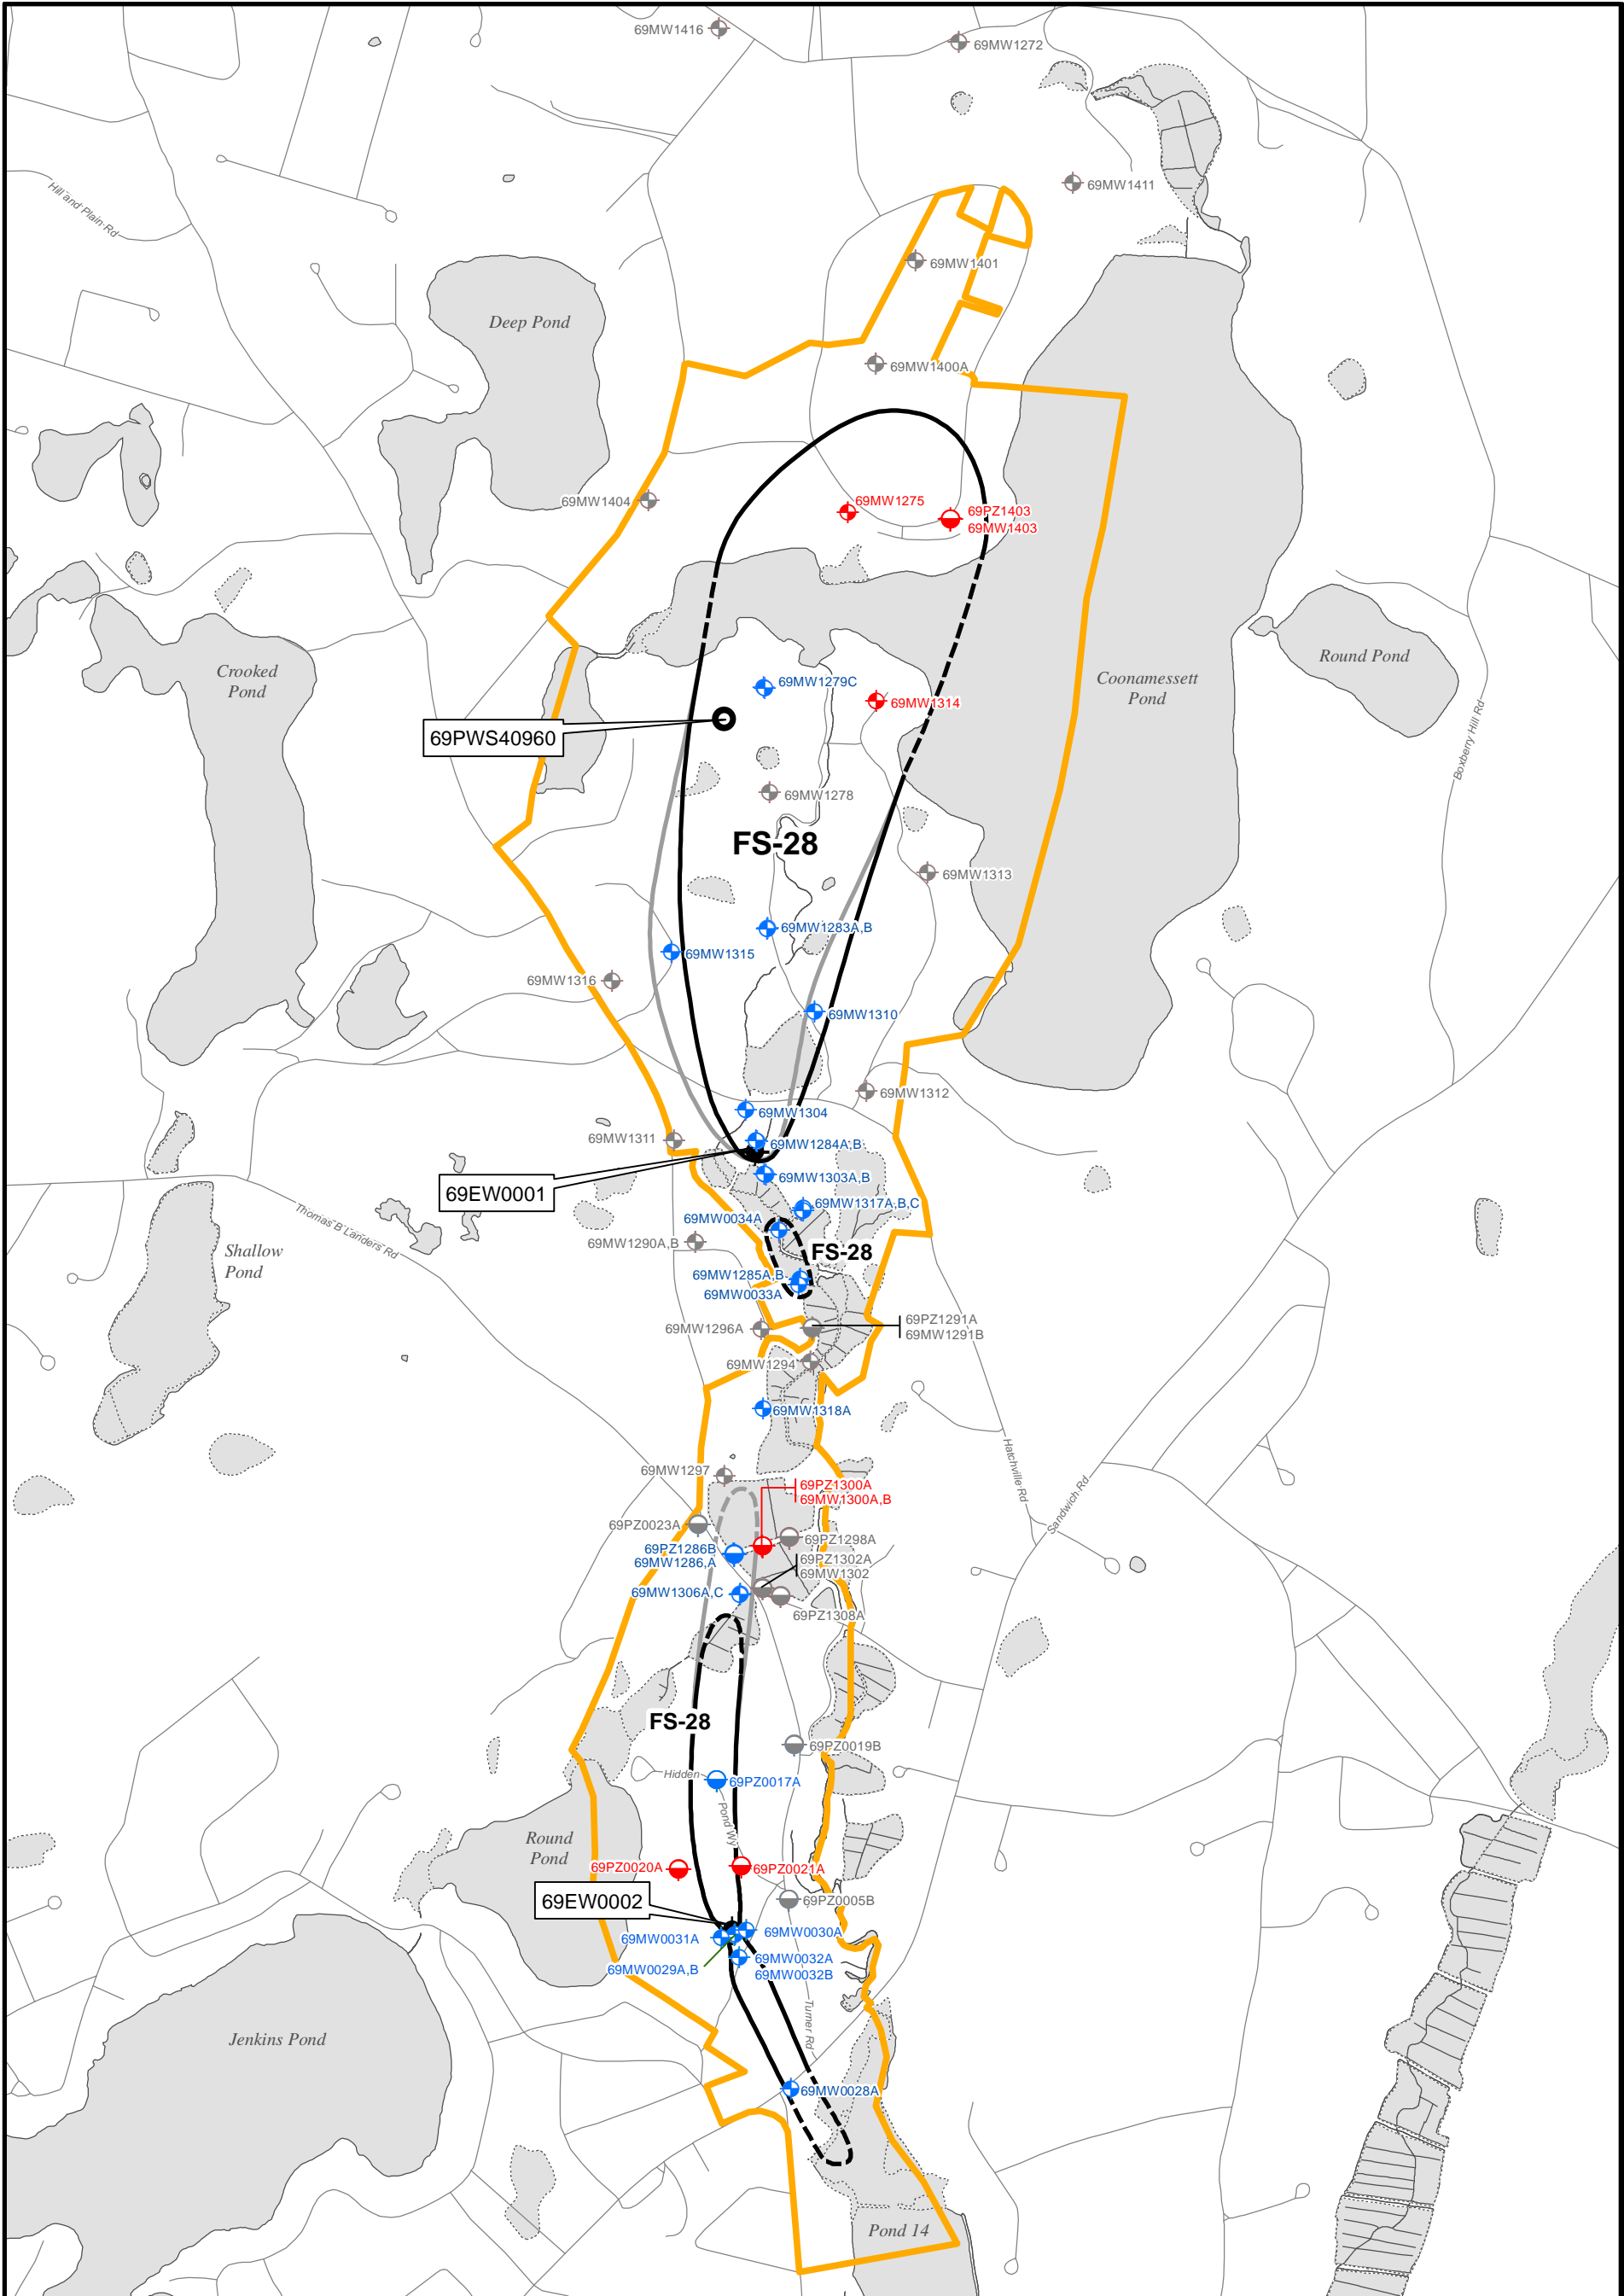 69MW1416
69MW1272
69MW1411
Hill and Plain Rd
69MW1401
Deep Pond
69MW1400A
69MW1404
69MW1275
69PZ1403
69MW1403
Crooked
Pond
Round Pond
Coonamessett
Pond
69MW1279C
69MW1314
69PWS40960
Boxberry Hill Rd
69MW1278
FS-28
69MW1313
69MW1283A,B
69MW1315
69MW1316
69MW1310
69MW1312
69MW1304
69MW1311
69MW1284A,B
69EW0001
69MW1303A,B
69MW1317A,B,C
69MW0034A
Thomas B Landers Rd
69MW1290A,B
FS-28
Shallow
Pond
69MW1285A,B
69MW0033A
69PZ1291A
69MW1291B
69MW1296A
69MW1294
69MW1318A
Hatchville Rd
Sandwich Rd
69MW1297
69PZ1300A
69MW1300A,B
69PZ0023A
69PZ1298A
69PZ1286B
69MW1286,A
69PZ1302A
69MW1302
69MW1306A,C
69PZ1308A
FS-28
69PZ0019B
Hidden
Pond Wy
69PZ0017A
Round
Pond
69PZ0020A
69PZ0021A
69EW0002
69PZ0005B
69MW0031A
69MW0030A
69MW0029A,B
69MW0032A
69MW0032B
Turner Rd
Jenkins Pond
69MW0028A
Pond 14